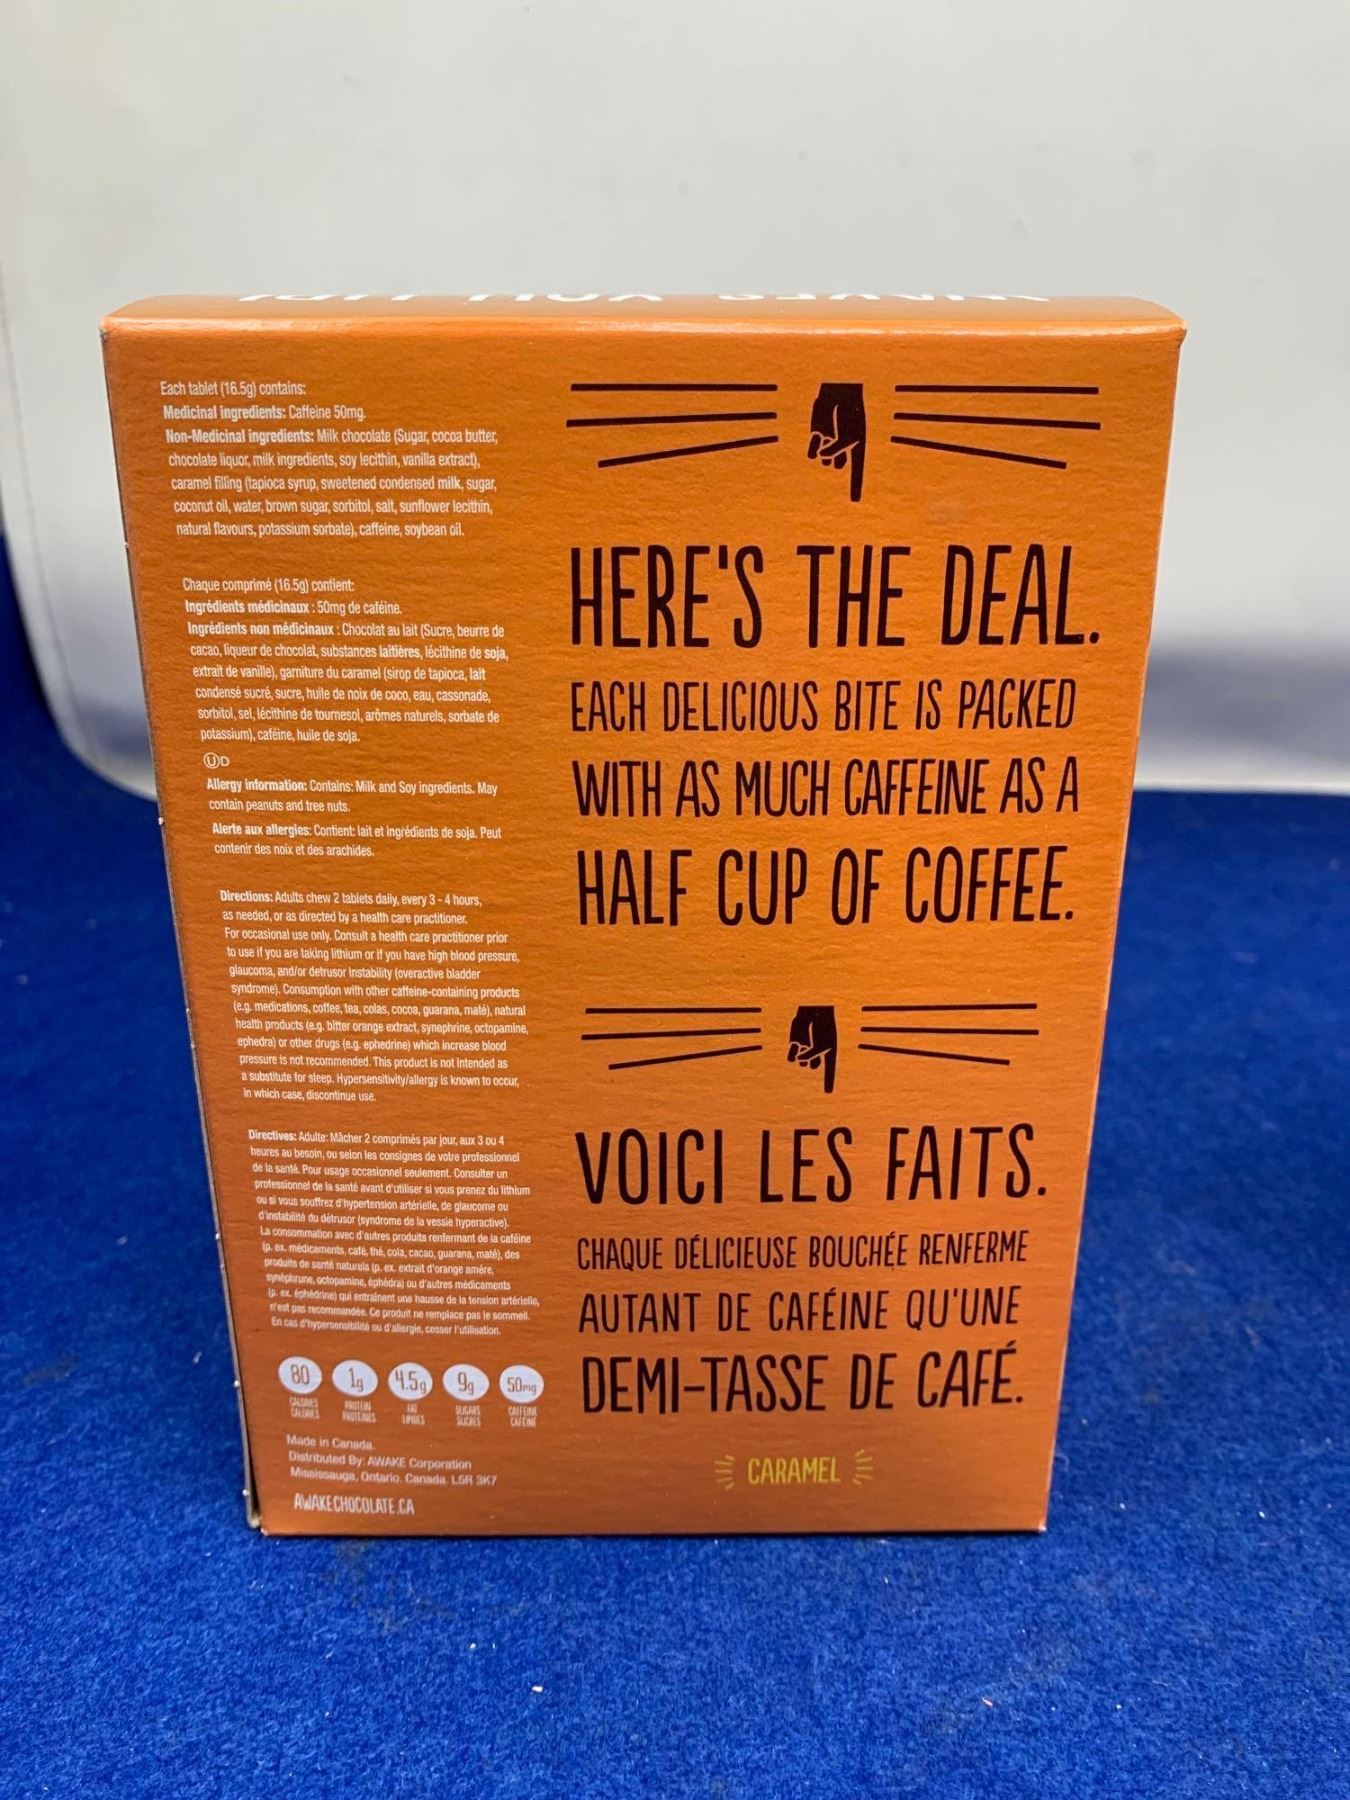 Each tablet (16.5g) contains:
Medicinal ingredients: Caffeine 50mg.
Non-Medicinal ingredients: Milk chocolate (Sugar, cocoa butter,
chocolate liquor, milk ingredients, soy lecithin, vanilla extract),
caramel filling (tapioca syrup, sweetened condensed milk, sugar,
coconut oil, water, brown sugar, sorbitol, salt, sunflower lecithin,
natural flavours, potassium sorbate), caffeine, soybean oil.
Chaque comprimé (16.5g) contient:
Ingrédients médicinaux : 50mg de caféine.
Ingrédients non médicinaux : Chocolat au lait (Sucre, beurre de
cacao, liqueur de chocolat, substances laitières, lécithine de soja,
extrait de vanille), garniture du caramel (sirop de tapioca, lait
condensé sucré, sucre, huile de noix de coco, eau, cassonade,
sorbitol, sel, lécithine de tournesol, arômes naturels, sorbate de
potassium), caféine, huile de soja.
ⓊD
Allergy information: Contains: Milk and Soy ingredients. May
contain peanuts and tree nuts.
Alerte aux allergies: Contient: lait et ingrédients de soja. Peut
contenir des noix et des arachides.
Directions: Adults chew 2 tablets daily, every 3 - 4 hours,
as needed, or as directed by a health care practitioner.
For occasional use only. Consult a health care practitioner prior
to use if you are taking lithium or if you have high blood pressure,
glaucoma, and/or detrusor instability (overactive bladder
syndrome). Consumption with other caffeine-containing products
(e.g. medications, coffee, tea, colas, cocoa, guarana, maté), natural
health products (e.g. bitter orange extract, synephrine, octopamine,
ephedra) or other drugs (e.g. ephedrine) which increase blood
pressure is not recommended. This product is not intended as
a substitute for sleep. Hypersensitivity/allergy is known to occur,
in which case, discontinue use.
Directives: Adulte: Mâcher 2 comprimés par jour, aux 3 ou 4
heures au besoin, ou selon les consignes de votre professionnel
de la santé. Pour usage occasionnel seulement. Consulter un
professionnel de la santé avant d'utiliser si vous prenez du lithium
ou si vous souffrez d'hypertension artérielle, de glaucome ou
d'instabilité du détrusor (syndrome de la vessie hyperactive).
La consommation avec d'autres produits renfermant de la caféine
(p. ex. médicaments, café, thé, cola, cacao, guarana, maté), des
produits de santé naturels (p. ex. extrait d'orange amère,
synéphrune, octopamine, éphédra) ou d'autres médicaments
(p. ex. éphédrine) qui entraînent une hausse de la tension artérielle,
n'est pas recommandée. Ce produit ne remplace pas le sommeil.
En cas d'hypersensibilité ou d'allergie, cesser l'utilisation.
80 1g 4.5g 9g 50mg
CALORIES PROTEIN FAT SUGARS CAFFEINE
CALORIES PROTÉINES LIPIDES SUCRES CAFÉINE
Made in Canada.
Distributed By: AWAKE Corporation
Mississauga, Ontario. Canada. L5R 3K7
AWAKECHOCOLATE.CA
HERE'S THE DEAL.
EACH DELICIOUS BITE IS PACKED
WITH AS MUCH CAFFEINE AS A
HALF CUP OF COFFEE.
VOICI LES FAITS.
CHAQUE DÉLICIEUSE BOUCHÉE RENFERME
AUTANT DE CAFÉINE QU'UNE
DEMI-TASSE DE CAFÉ.
CARAMEL